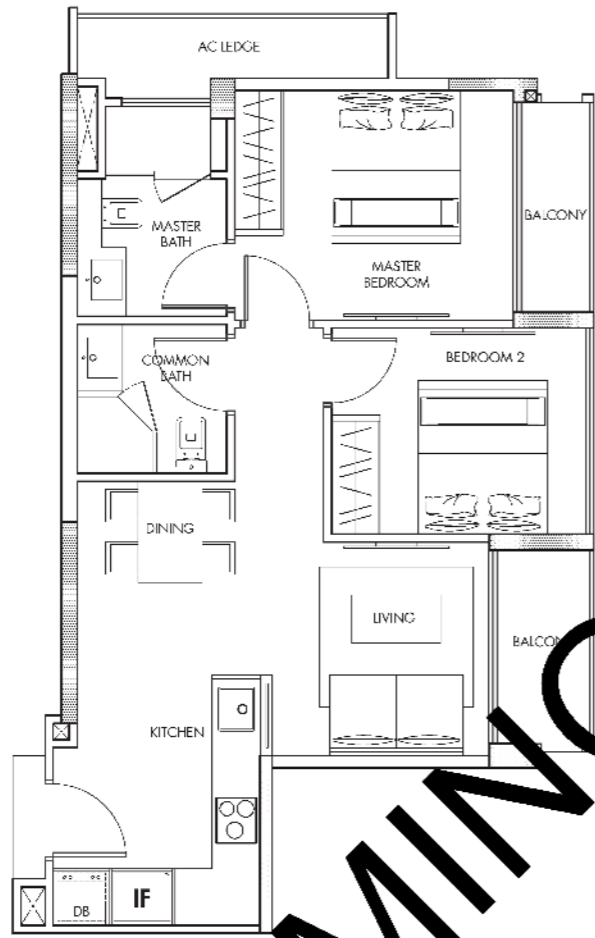 AC LEDGE
MASTER
BATH
MASTER
BEDROOM
BALCONY
COMMON
BATH
BEDROOM 2
DINING
LIVING
KITCHEN
DB
IF